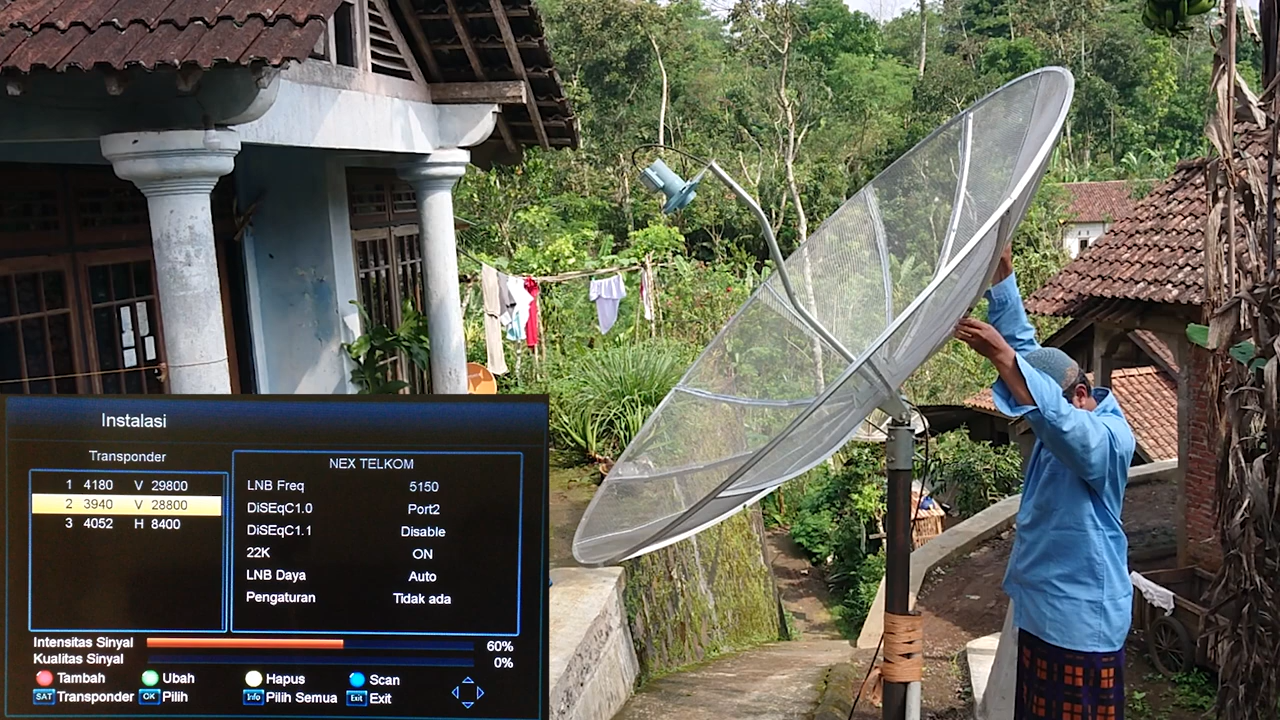 Instalasi
Transponder
1 4180 V 29800
2 3940 V 28800
3 4052 H 8400
NEX TELKOM
LNB Freq 5150
DiSEqC1.0 Port2
DiSEqC1.1 Disable
22K ON
LNB Daya Auto
Pengaturan Tidak ada
Intensitas Sinyal 60%
Kualitas Sinyal 0%
Tambah Ubah Hapus Scan
SAT Transponder OK Pilih Info Pilih Semua Exit Exit